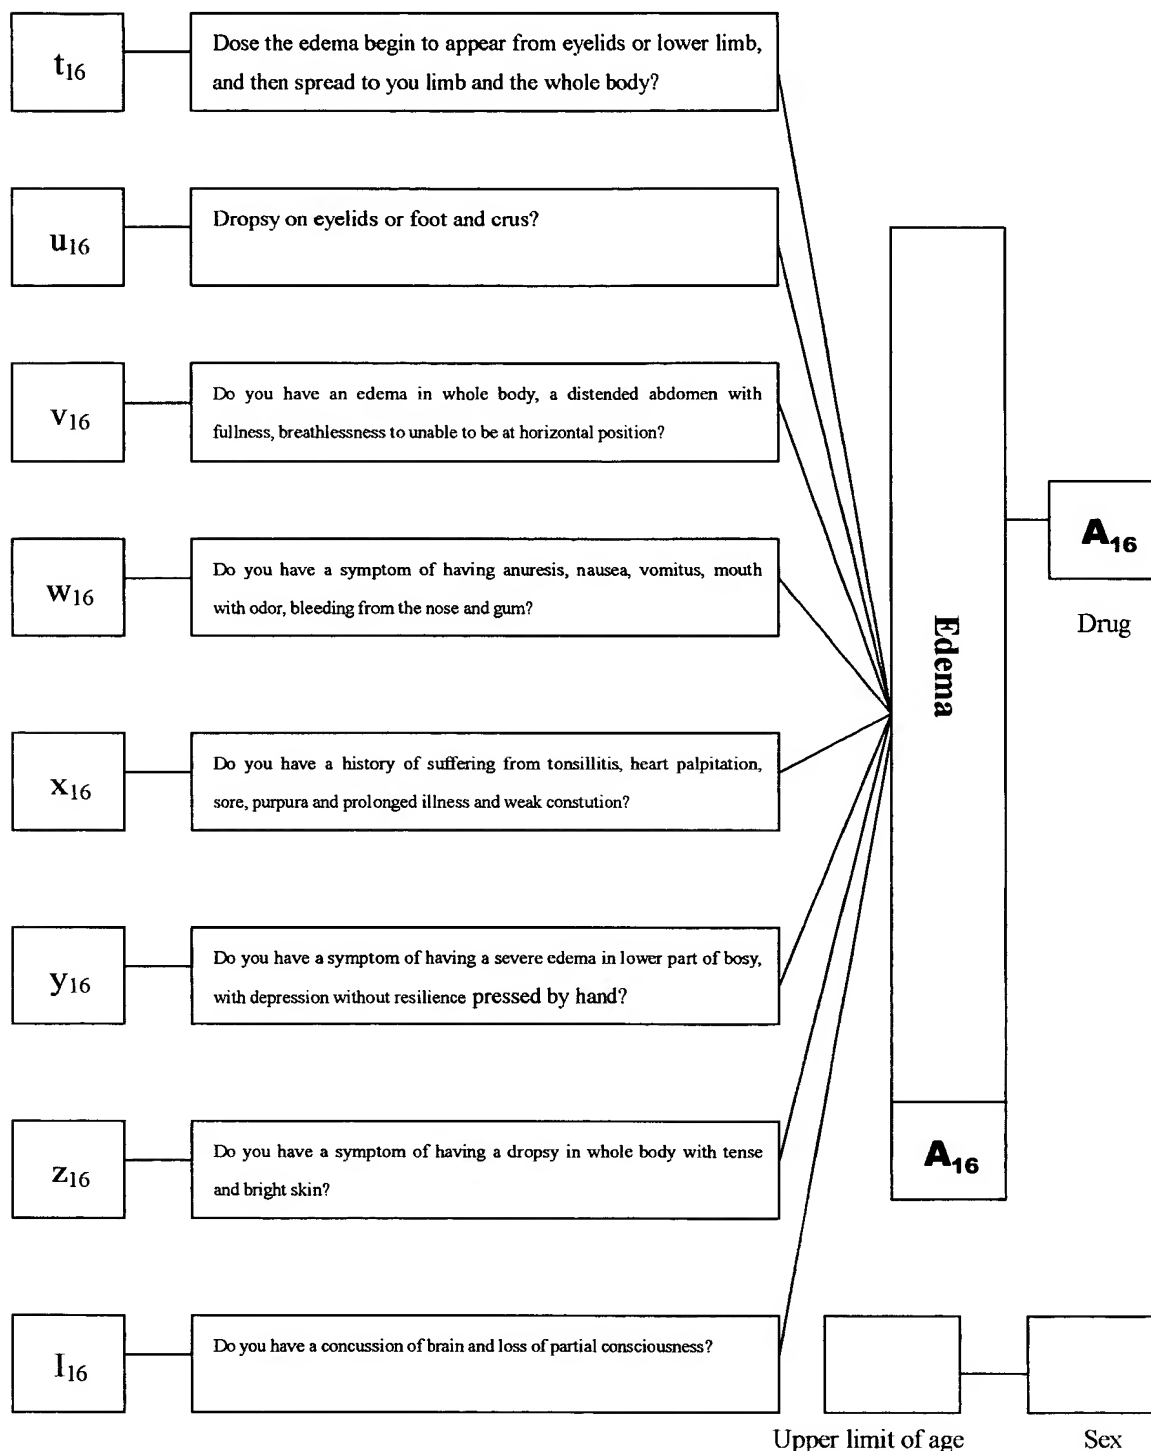 t16
Dose the edema begin to appear from eyelids or lower limb,
and then spread to you limb and the whole body?
u16
Dropsy on eyelids or foot and crus?
v16
Do you have an edema in whole body, a distended abdomen with
fullness, breathlessness to unable to be at horizontal position?
w16
Do you have a symptom of having anuresis, nausea, vomitus, mouth
with odor, bleeding from the nose and gum?
x16
Do you have a history of suffering from tonsillitis, heart palpitation,
sore, purpura and prolonged illness and weak constution?
y16
Do you have a symptom of having a severe edema in lower part of bosy,
with depression without resilience pressed by hand?
z16
Do you have a symptom of having a dropsy in whole body with tense
and bright skin?
I16
Do you have a concussion of brain and loss of partial consciousness?
Edema
A16
A16
Drug
Upper limit of age
Sex